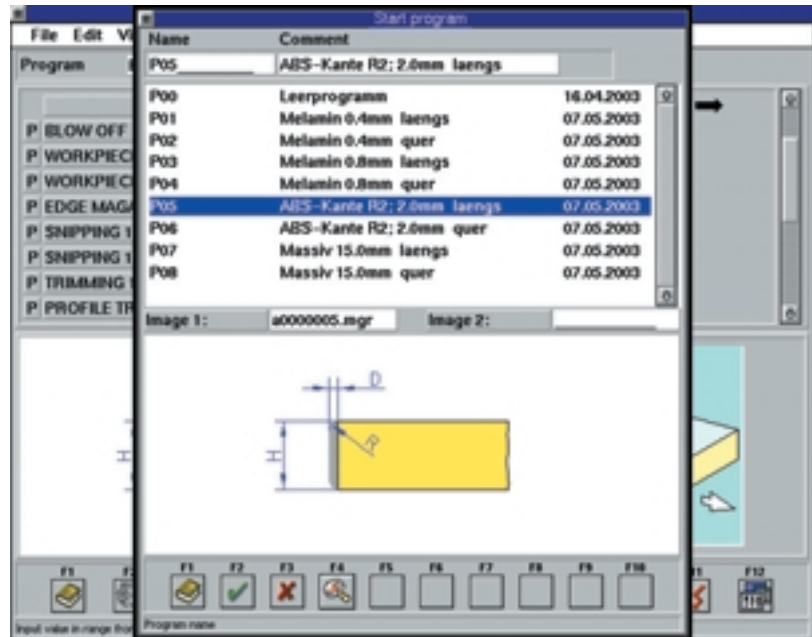 Start program
File Edit Vi
Name Comment
Program
P05 ABS-Kante R2; 2.0mm laengs
P00 Leerprogramm 16.04.2003
P01 Melamin 0.4mm laengs 07.05.2003
P02 Melamin 0.4mm quer 07.05.2003
P03 Melamin 0.8mm laengs 07.05.2003
P04 Melamin 0.8mm quer 07.05.2003
P05 ABS-Kante R2; 2.0mm laengs 07.05.2003
P06 ABS-Kante R2; 2.0mm quer 07.05.2003
P07 Massiv 15.0mm laengs 07.05.2003
P08 Massiv 15.0mm quer 07.05.2003
P BLOW OFF
P WORKPIEC
P WORKPIEC
P EDGE MAGA
P SNIPPING 1
P SNIPPING 1
P TRIMMING 1
P PROFILE TR
Image 1: a0000005.mgr Image 2:
D
H
R
H
F1 F2 F3 F4 F5 F6 F7 F8 F9 F10
F1 F12
Input value in range from
Program name